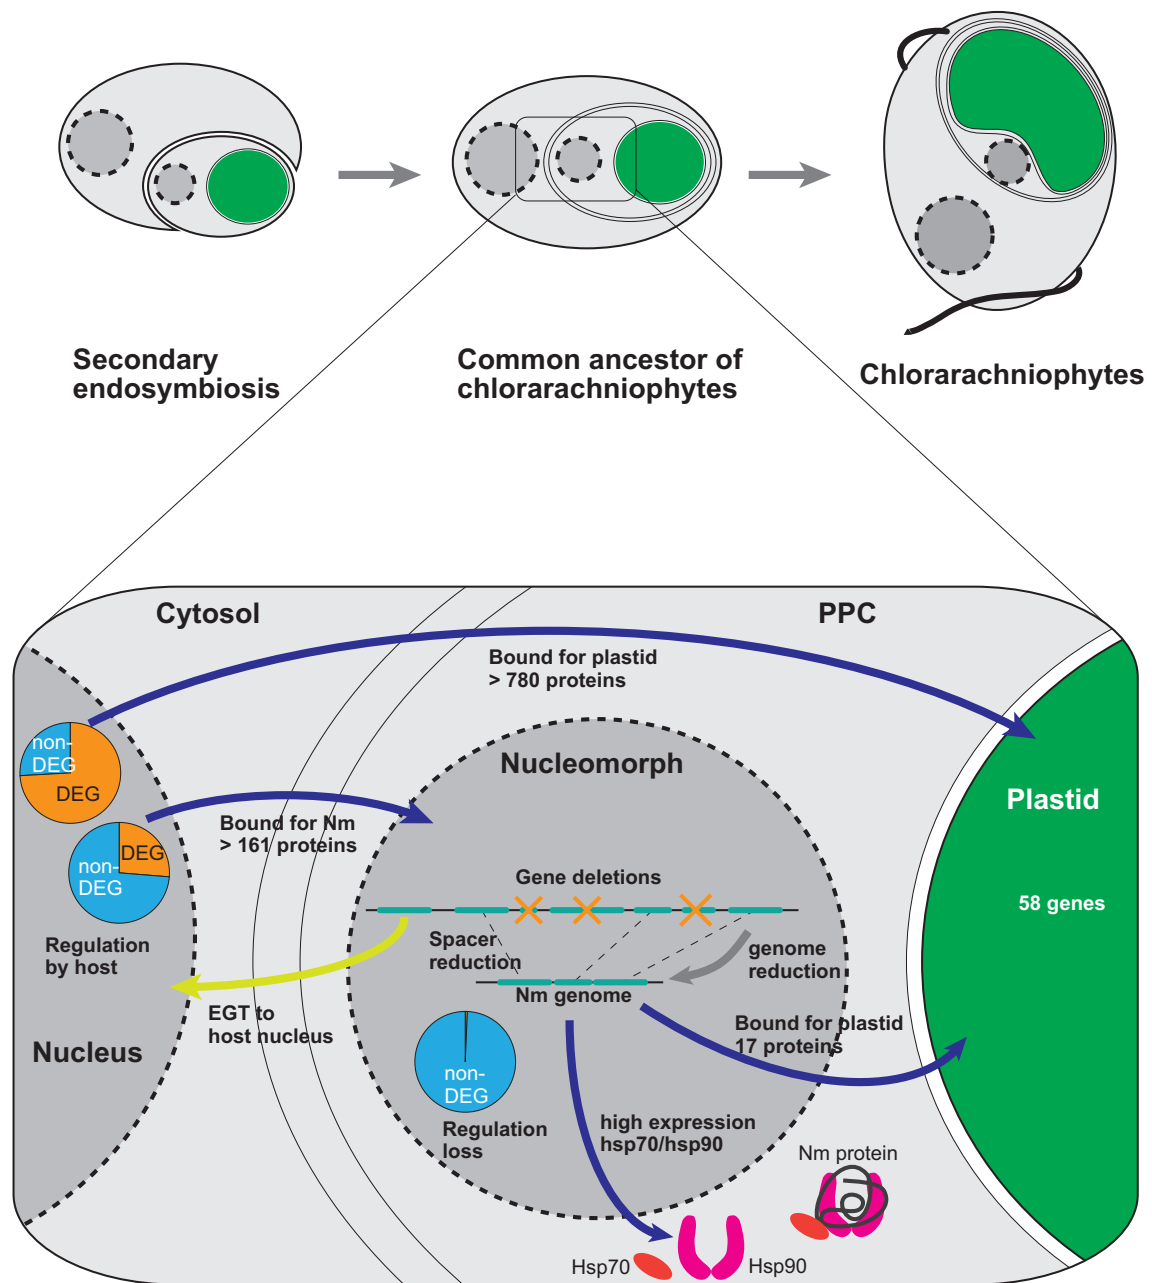 Secondary
endosymbiosis
Common ancestor of
chlorarachniophytes
Chlorarachniophytes
Cytosol
PPC
Bound for plastid
> 780 proteins
non-
DEG
DEG
Nucleomorph
Plastid
Bound for Nm
> 161 proteins
DEG
non-
DEG
Gene deletions
58 genes
Regulation
by host
Spacer
reduction
genome
reduction
Nm genome
EGT to
host nucleus
Bound for plastid
17 proteins
Nucleus
non-
DEG
Regulation
loss
high expression
hsp70/hsp90
Nm protein
Hsp70
Hsp90